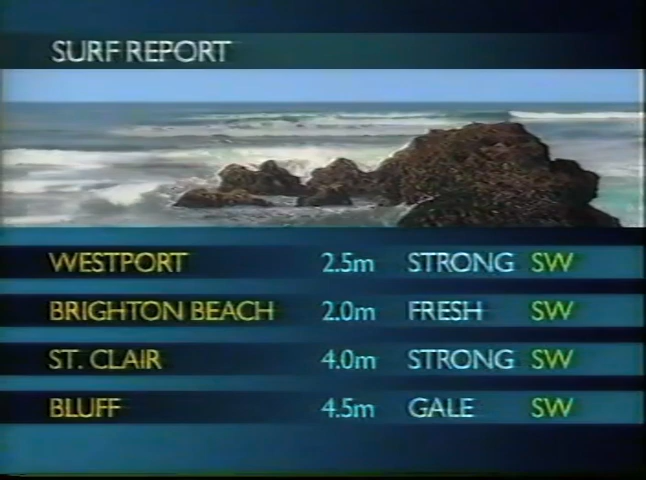 SURF REPORT
WESTPORT 2.5m STRONG SW
BRIGHTON BEACH 2.0m FRESH SW
ST. CLAIR 4.0m STRONG SW
BLUFF 4.5m GALE SW